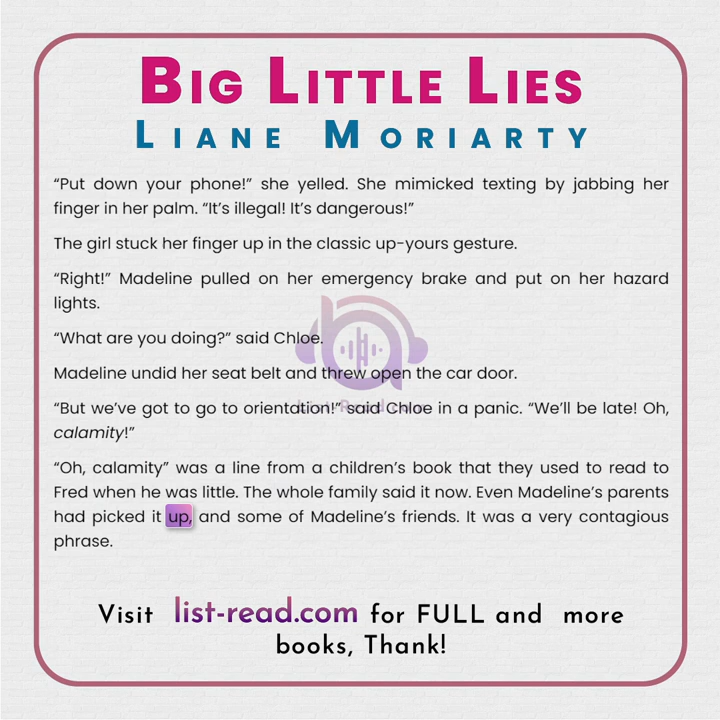 BIG LITTLE LIES
LIANE MORIARTY
“Put down your phone!” she yelled. She mimicked texting by jabbing her
finger in her palm. “It’s illegal! It’s dangerous!”
The girl stuck her finger up in the classic up-yours gesture.
“Right!” Madeline pulled on her emergency brake and put on her hazard
lights.
“What are you doing?” said Chloe.
Madeline undid her seat belt and threw open the car door.
“But we’ve got to go to orientation!” said Chloe in a panic. “We’ll be late! Oh,
calamity!”
“Oh, calamity” was a line from a children’s book that they used to read to
Fred when he was little. The whole family said it now. Even Madeline’s parents
had picked it up, and some of Madeline’s friends. It was a very contagious
phrase.
Visit list-read.com for FULL and more
books, Thank!